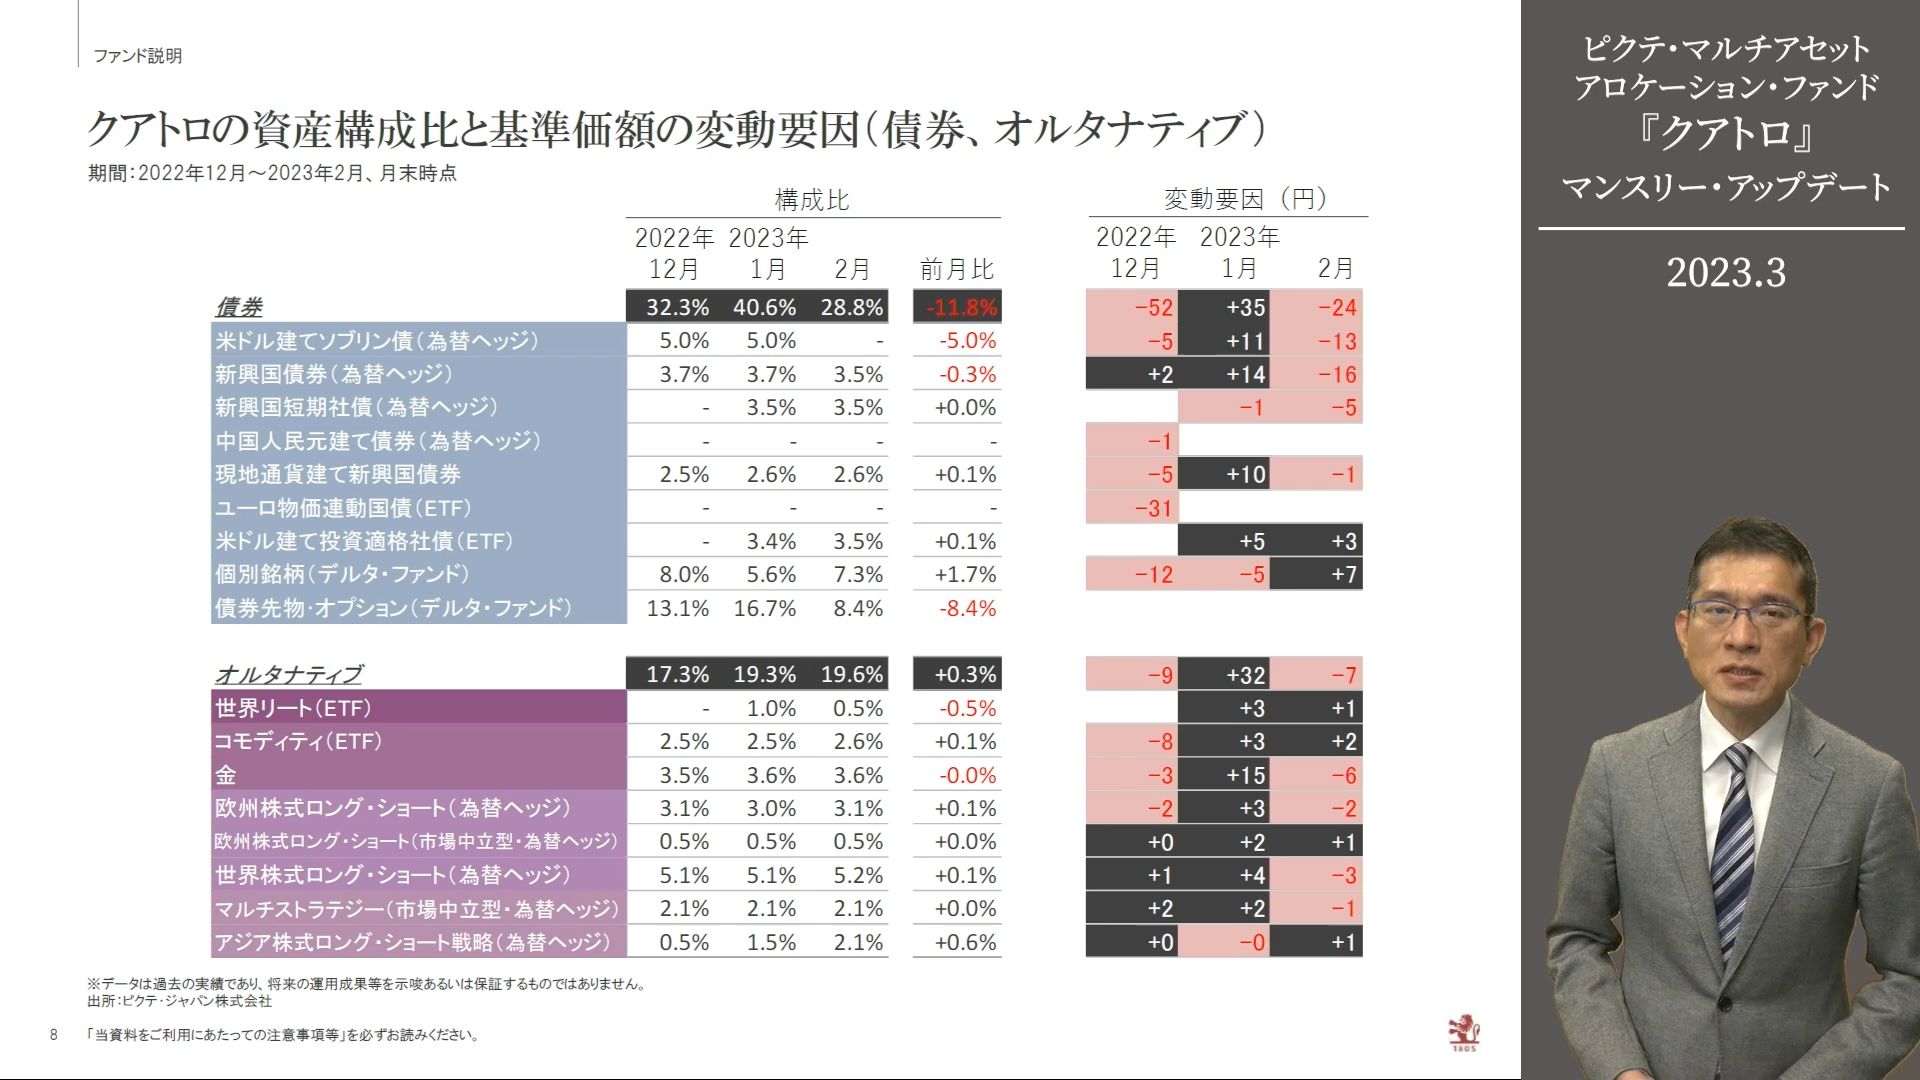 ファンド説明
クアトロの資産構成比と基準価額の変動要因（債券、オルタナティブ）
期間：2022年12月～2023年2月、月末時点
構成比 変動要因（円）
2022年 2023年 2022年 2023年
12月 1月 2月 前月比 12月 1月 2月
債券 32.3% 40.6% 28.8% -11.8% −52 +35 −24
米ドル建てソブリン債（為替ヘッジ） 5.0% 5.0% - -5.0% −5 +11 −13
新興国債券（為替ヘッジ） 3.7% 3.7% 3.5% -0.3% +2 +14 −16
新興国短期社債（為替ヘッジ） - 3.5% 3.5% +0.0% −1 −5
中国人民元建て債券（為替ヘッジ） - - - - −1
現地通貨建て新興国債券 2.5% 2.6% 2.6% +0.1% −5 +10 −1
ユーロ物価連動国債（ETF） - - - - −31
米ドル建て投資適格社債（ETF） - 3.4% 3.5% +0.1% +5 +3
個別銘柄（デルタ・ファンド） 8.0% 5.6% 7.3% +1.7% −12 −5 +7
債券先物・オプション（デルタ・ファンド） 13.1% 16.7% 8.4% -8.4%
オルタナティブ 17.3% 19.3% 19.6% +0.3% −9 +32 −7
世界リート（ETF） - 1.0% 0.5% -0.5% +3 +1
コモディティ（ETF） 2.5% 2.5% 2.6% +0.1% −8 +3 +2
金 3.5% 3.6% 3.6% -0.0% −3 +15 −6
欧州株式ロング・ショート（為替ヘッジ） 3.1% 3.0% 3.1% +0.1% −2 +3 −2
欧州株式ロング・ショート（市場中立型・為替ヘッジ） 0.5% 0.5% 0.5% +0.0% +0 +2 +1
世界株式ロング・ショート（為替ヘッジ） 5.1% 5.1% 5.2% +0.1% +1 +4 −3
マルチストラテジー（市場中立型・為替ヘッジ） 2.1% 2.1% 2.1% +0.0% +2 +2 −1
アジア株式ロング・ショート戦略（為替ヘッジ） 0.5% 1.5% 2.1% +0.6% +0 −0 +1
※データは過去の実績であり、将来の運用成果等を示唆あるいは保証するものではありません。
出所：ピクテ・ジャパン株式会社
8 「当資料をご利用にあたっての注意事項等」を必ずお読みください。
1805
ピクテ・マルチアセット
アロケーション・ファンド
『クアトロ』
マンスリー・アップデート
2023.3